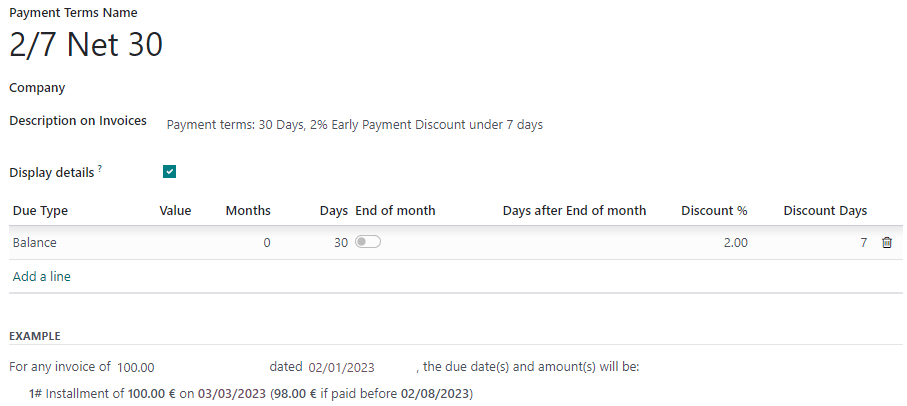 Payment Terms Name
2/7 Net 30
Company
Description on Invoices Payment terms: 30 Days, 2% Early Payment Discount under 7 days
Display details ?
Due Type Value Months Days End of month Days after End of month Discount % Discount Days
Balance 0 30 2.00 7
Add a line
EXAMPLE
For any invoice of 100.00 dated 02/01/2023 , the due date(s) and amount(s) will be:
1# Installment of 100.00 € on 03/03/2023 (98.00 € if paid before 02/08/2023)